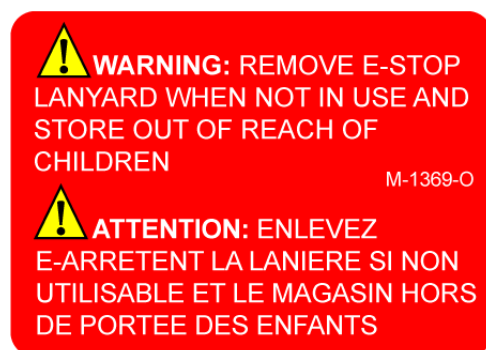 WARNING: REMOVE E-STOP
LANYARD WHEN NOT IN USE AND
STORE OUT OF REACH OF
CHILDREN
M-1369-O
ATTENTION: ENLEVEZ
E-ARRETENT LA LANIERE SI NON
UTILISABLE ET LE MAGASIN HORS
DE PORTEE DES ENFANTS